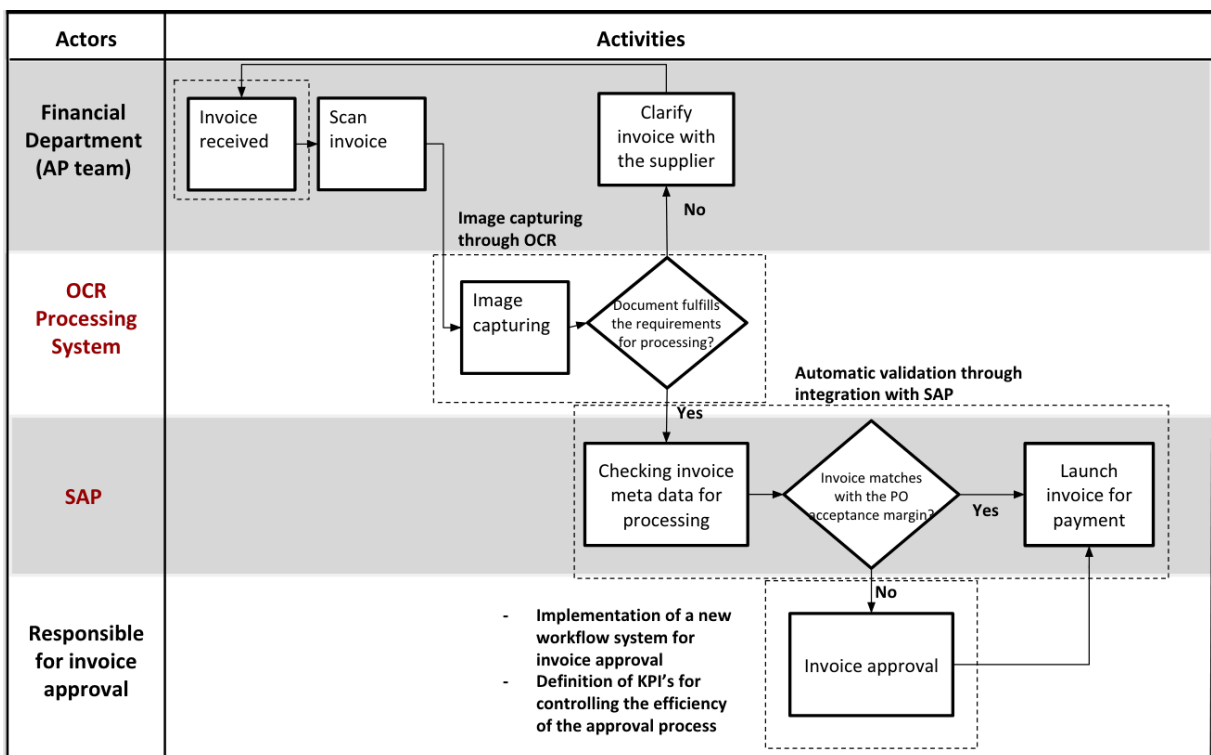 Actors
Activities
Financial
Department
(AP team)
Invoice
received
Scan
invoice
Clarify
invoice with
the supplier
No
Image capturing
through OCR
OCR
Processing
System
Image
capturing
Document fulfills
the requirements
for processing?
Yes
Automatic validation through
integration with SAP
SAP
Checking invoice
meta data for
processing
Invoice matches
with the PO
acceptance margin?
Yes
Launch
invoice for
payment
No
Responsible
for invoice
approval
- Implementation of a new
workflow system for
invoice approval
- Definition of KPI's for
controlling the efficiency
of the approval process
Invoice approval